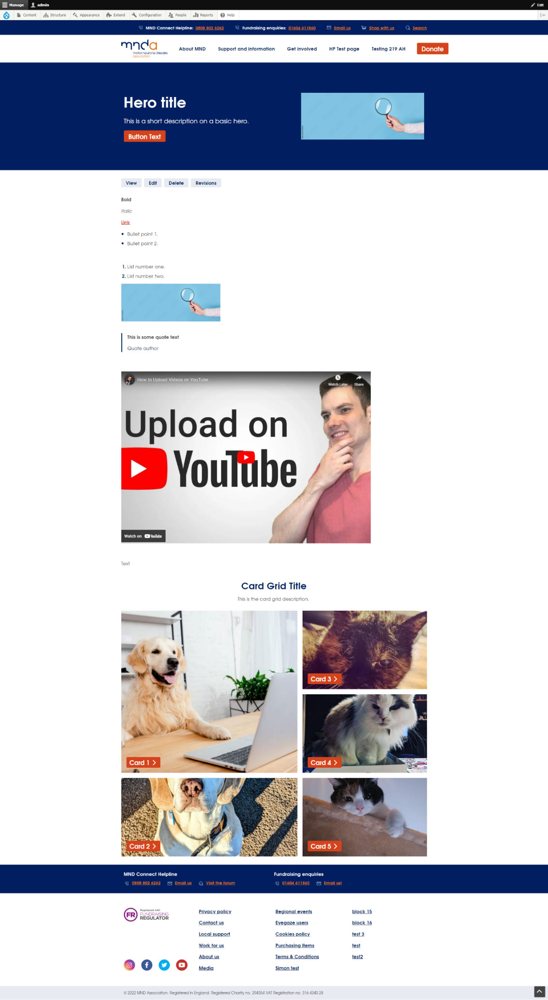 Manage admin Edit
Content Structure Appearance Extend Configuration People Reports Help
MND Connect Helpline: 0808 802 6262 Fundraising enquiries: 01604 611860 Email us Shop with us Search
mnda
motor neurone disease
association
About MND Support and information Get involved HP Test page Testing 219 AH Donate
Hero title
This is a short description on a basic hero.
Button Text
View Edit Delete Revisions
Bold
Italic
Link
Bullet point 1.
Bullet point 2.
1. List number one.
2. List number two.
This is some quote text
Quote author
How to Upload Videos on YouTube
Watch Later Share
Upload on
YouTube
Watch on YouTube
Text
Card Grid Title
This is the card grid description.
Card 3
Card 1
Card 4
Card 2
Card 5
MND Connect Helpline
0808 802 6262 Email us Visit the forum
Fundraising enquiries
01604 611860 Email us!
FR Registered with
FUNDRAISING
REGULATOR
Privacy policy
Contact us
Local support
Work for us
About us
Media
Regional events
Eyegaze users
Cookies policy
Purchasing items
Terms & Conditions
Simon test
block 15
block 16
test 3
test
test2
© 2022 MND Association: Registered in England. Registered Charity no. 294354 VAT Registration no. 316 4340 28